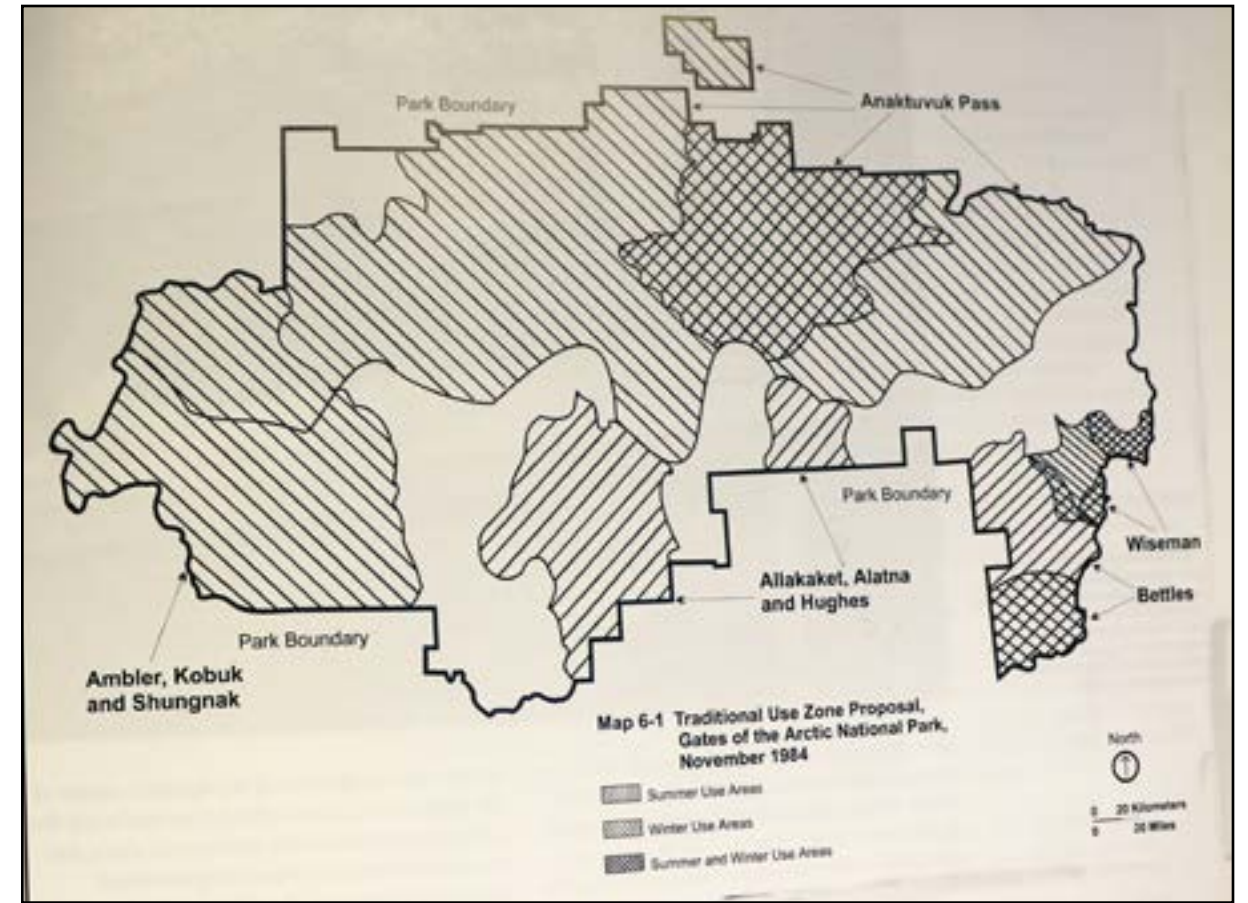 Park Boundary
Anaktuvuk Pass
Park Boundary
Wiseman
Allakaket, Alatna
and Hughes
Bettles
Park Boundary
Ambler, Kobuk
and Shungnak
Map 6-1 Traditional Use Zone Proposal,
Gates of the Arctic National Park,
November 1984
North
Summer Use Areas
Winter Use Areas
Summer and Winter Use Areas
0 20 Kilometers
0 20 Miles